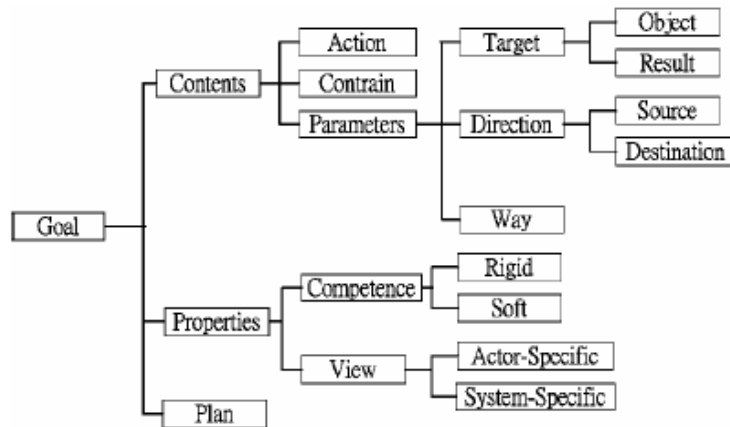 Object
Action
Target
Result
Contents
Contrain
Source
Parameters
Direction
Destination
Way
Goal
Rigid
Competence
Soft
Properties
Actor-Specific
View
System-Specific
Plan